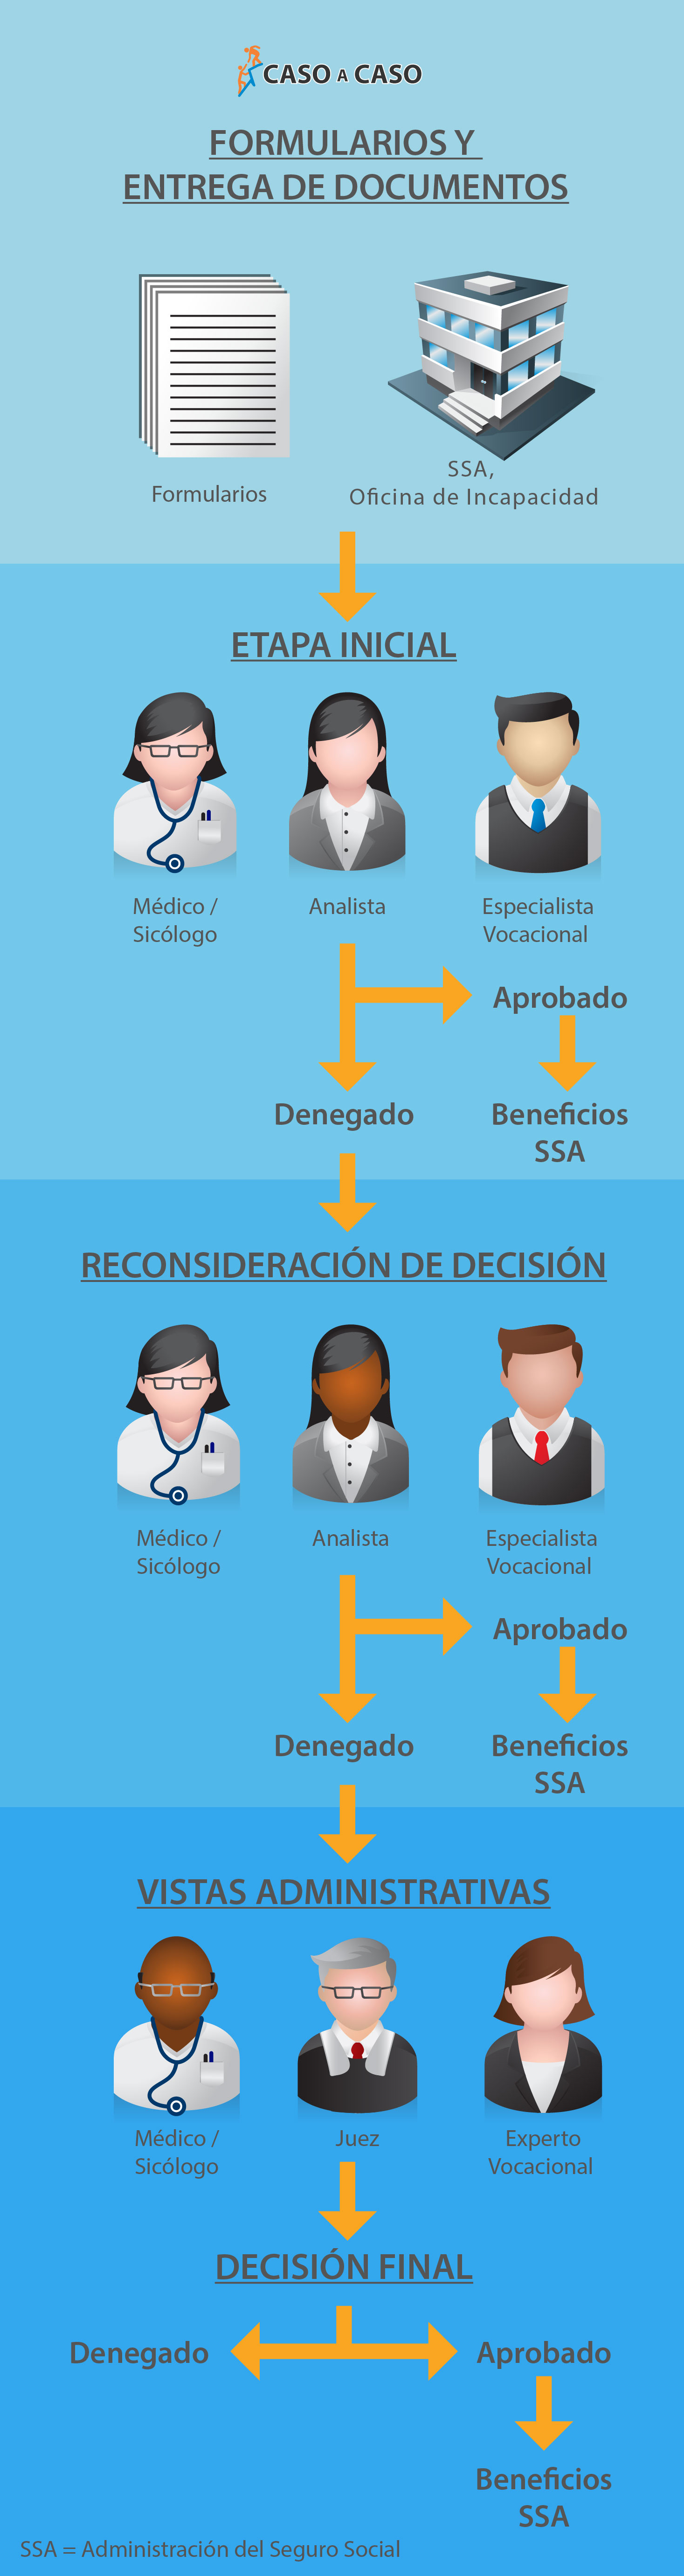 CASO A CASO
FORMULARIOS Y
ENTREGA DE DOCUMENTOS
Formularios
SSA,
Oficina de Incapacidad
ETAPA INICIAL
Médico /
Sicólogo
Analista
Especialista
Vocacional
Aprobado
Denegado
Beneficios
SSA
RECONSIDERACIÓN DE DECISIÓN
Médico /
Sicólogo
Analista
Especialista
Vocacional
Aprobado
Denegado
Beneficios
SSA
VISTAS ADMINISTRATIVAS
Médico /
Sicólogo
Juez
Experto
Vocacional
DECISIÓN FINAL
Denegado
Aprobado
Beneficios
SSA
SSA = Administración del Seguro Social